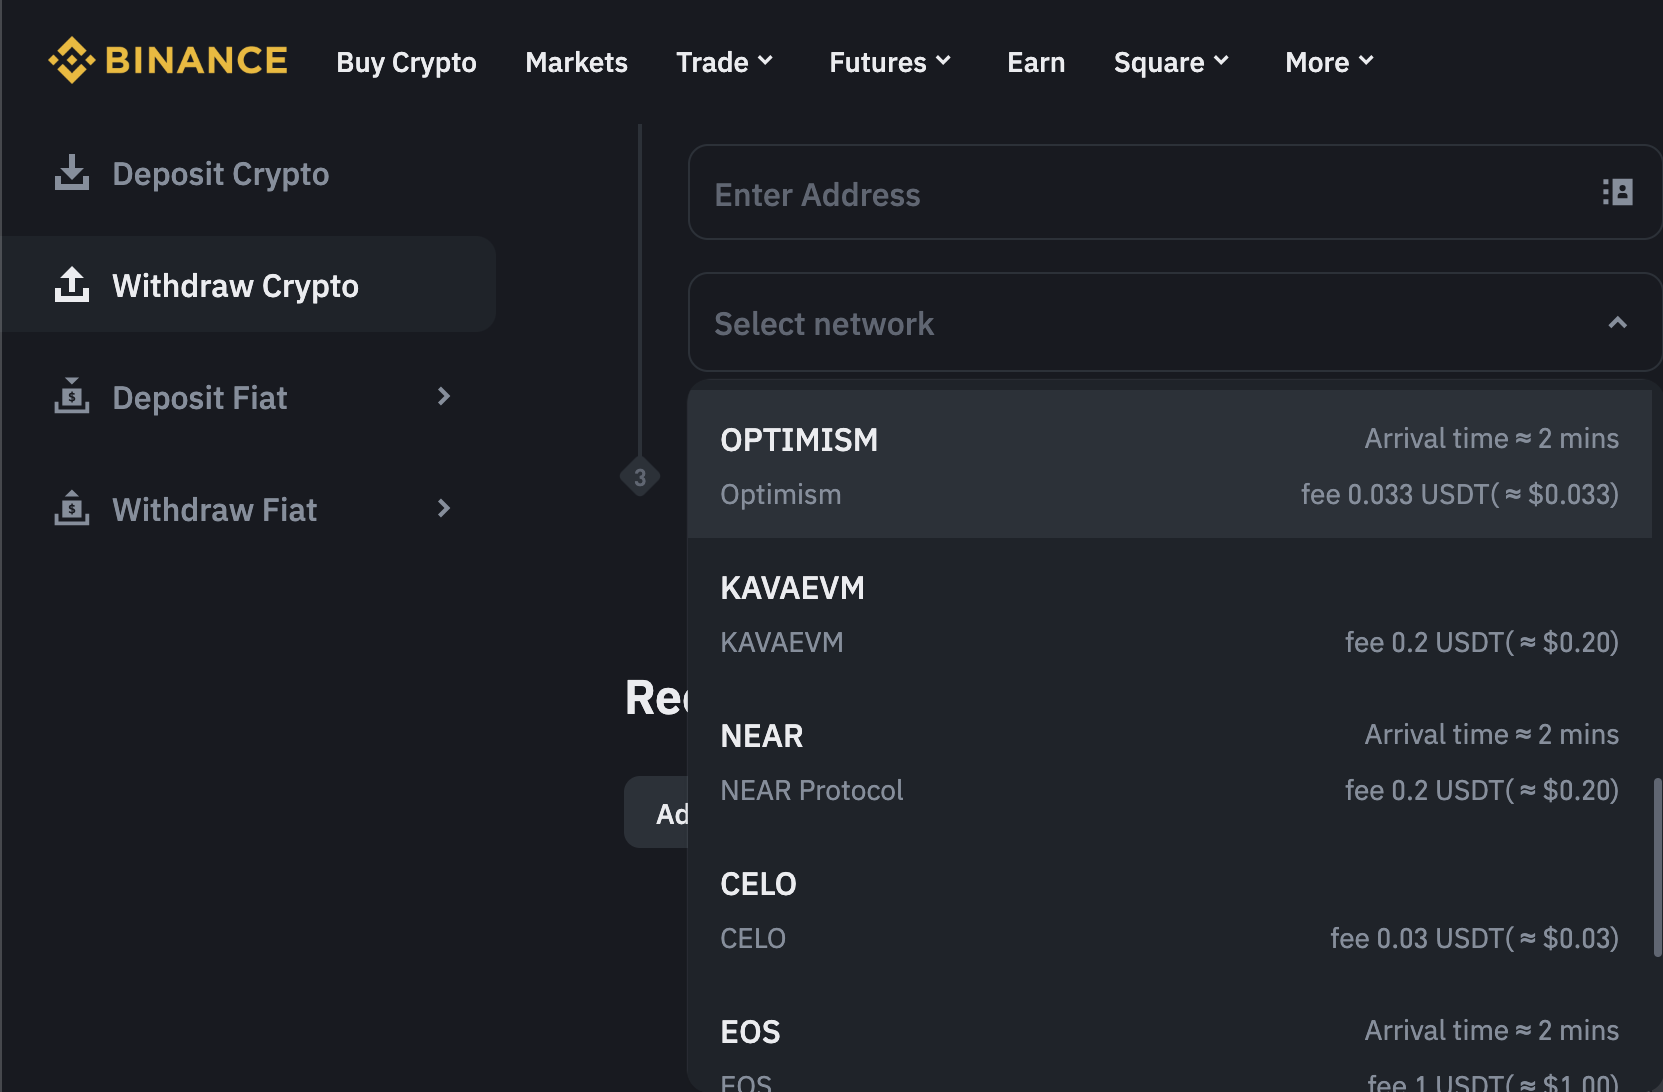 BINANCE Buy Crypto Markets Trade Futures Earn Square More
Deposit Crypto
Withdraw Crypto
Deposit Fiat
Withdraw Fiat
Enter Address
Select network
3
OPTIMISM Arrival time ≈ 2 mins
Optimism fee 0.033 USDT( ≈ $0.033)
KAVAEVM
KAVAEVM fee 0.2 USDT( ≈ $0.20)
NEAR Arrival time ≈ 2 mins
NEAR Protocol fee 0.2 USDT( ≈ $0.20)
CELO
CELO fee 0.03 USDT( ≈ $0.03)
EOS Arrival time ≈ 2 mins
EOS fee 1 USDT( ≈ $1.00)
Ad